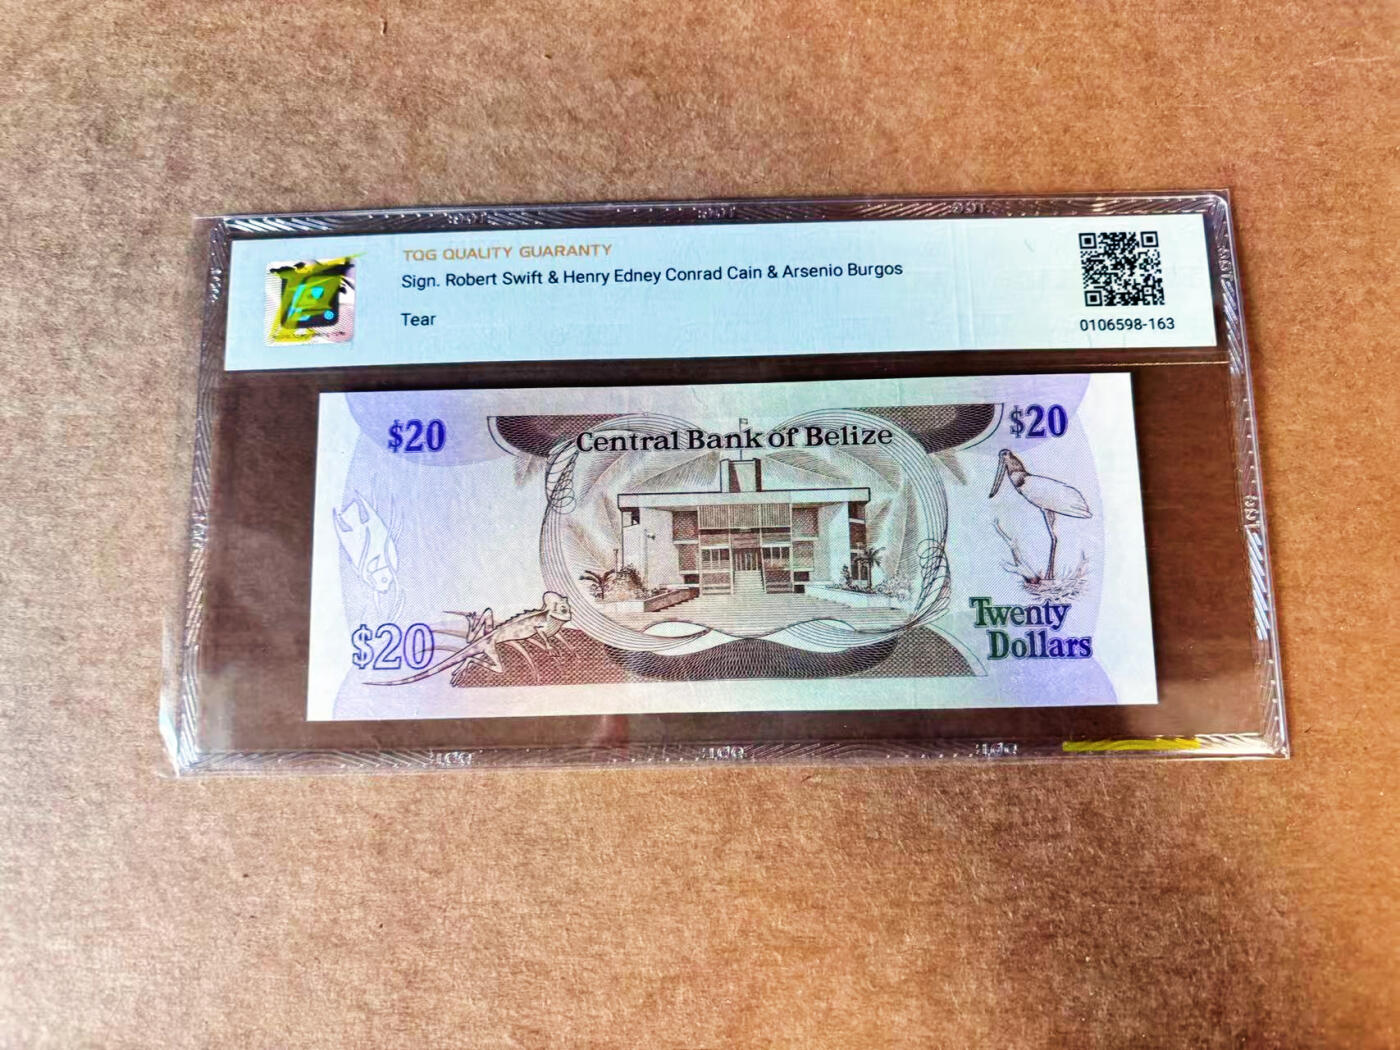 TQG QUALITY GUARANTY
Sign. Robert Swift & Henry Edney Conrad Cain & Arsenio Burgos
Tear
0106598-163
$20
$20
Central Bank of Belize
$20
Twenty
Dollars